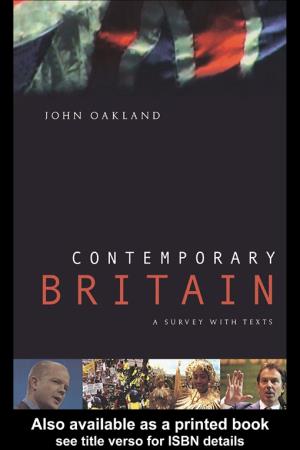 JOHN OAKLAND
CONTEMPORARY
BRITAIN
A SURVEY WITH TEXTS
Also available as a printed book
see title verso for ISBN details